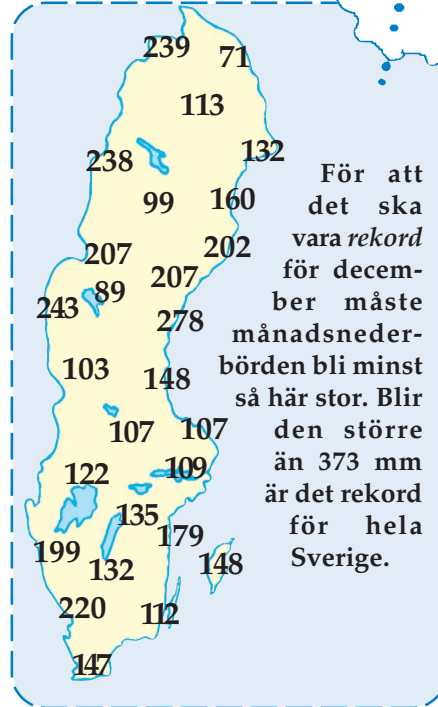 239
71
113
238
132
99
160
207
202
89
207
243
278
103
148
107
107
122
109
135
179
199
132
148
220
112
147
För att
det ska
vara rekord
för decem-
ber måste
månadsneder-
börden bli minst
så här stor. Blir
den större
än 373 mm
är det rekord
för hela
Sverige.